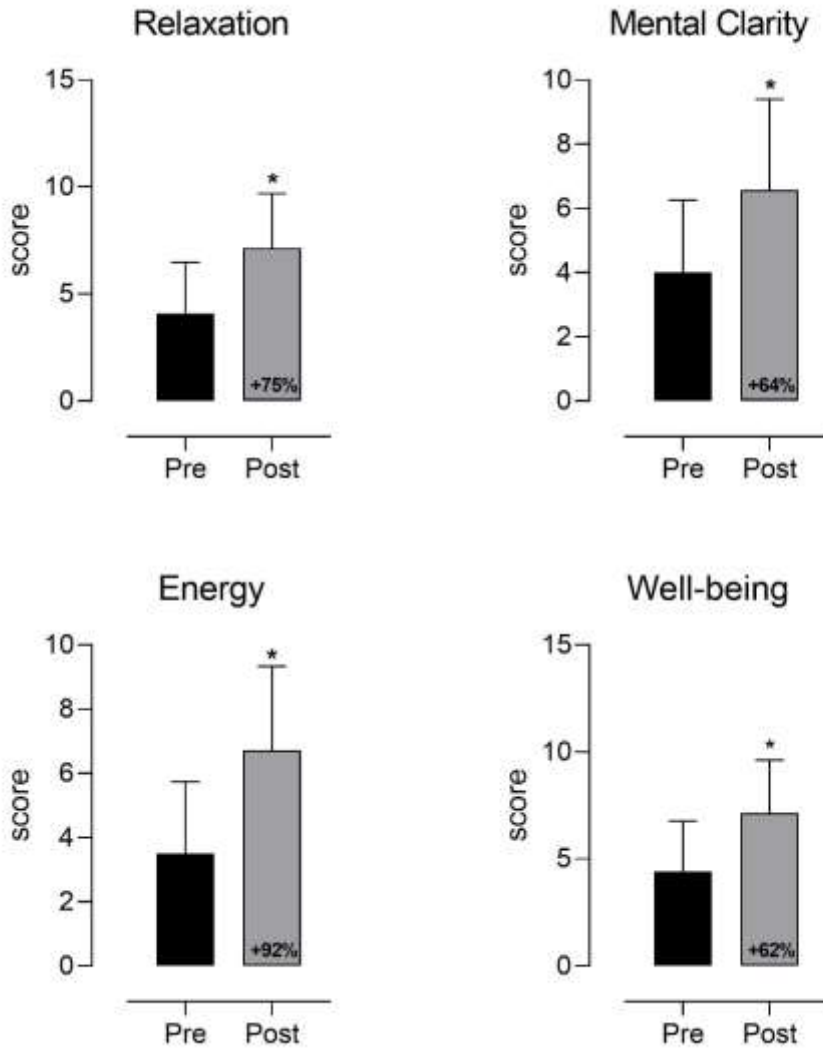 Relaxation
15
*
10
score
5
0
+75%
Pre Post
Mental Clarity
10
*
8
6
score
4
2
0
+64%
Pre Post
Energy
10
*
8
6
score
4
2
0
+92%
Pre Post
Well-being
15
10
*
score
5
0
+62%
Pre Post